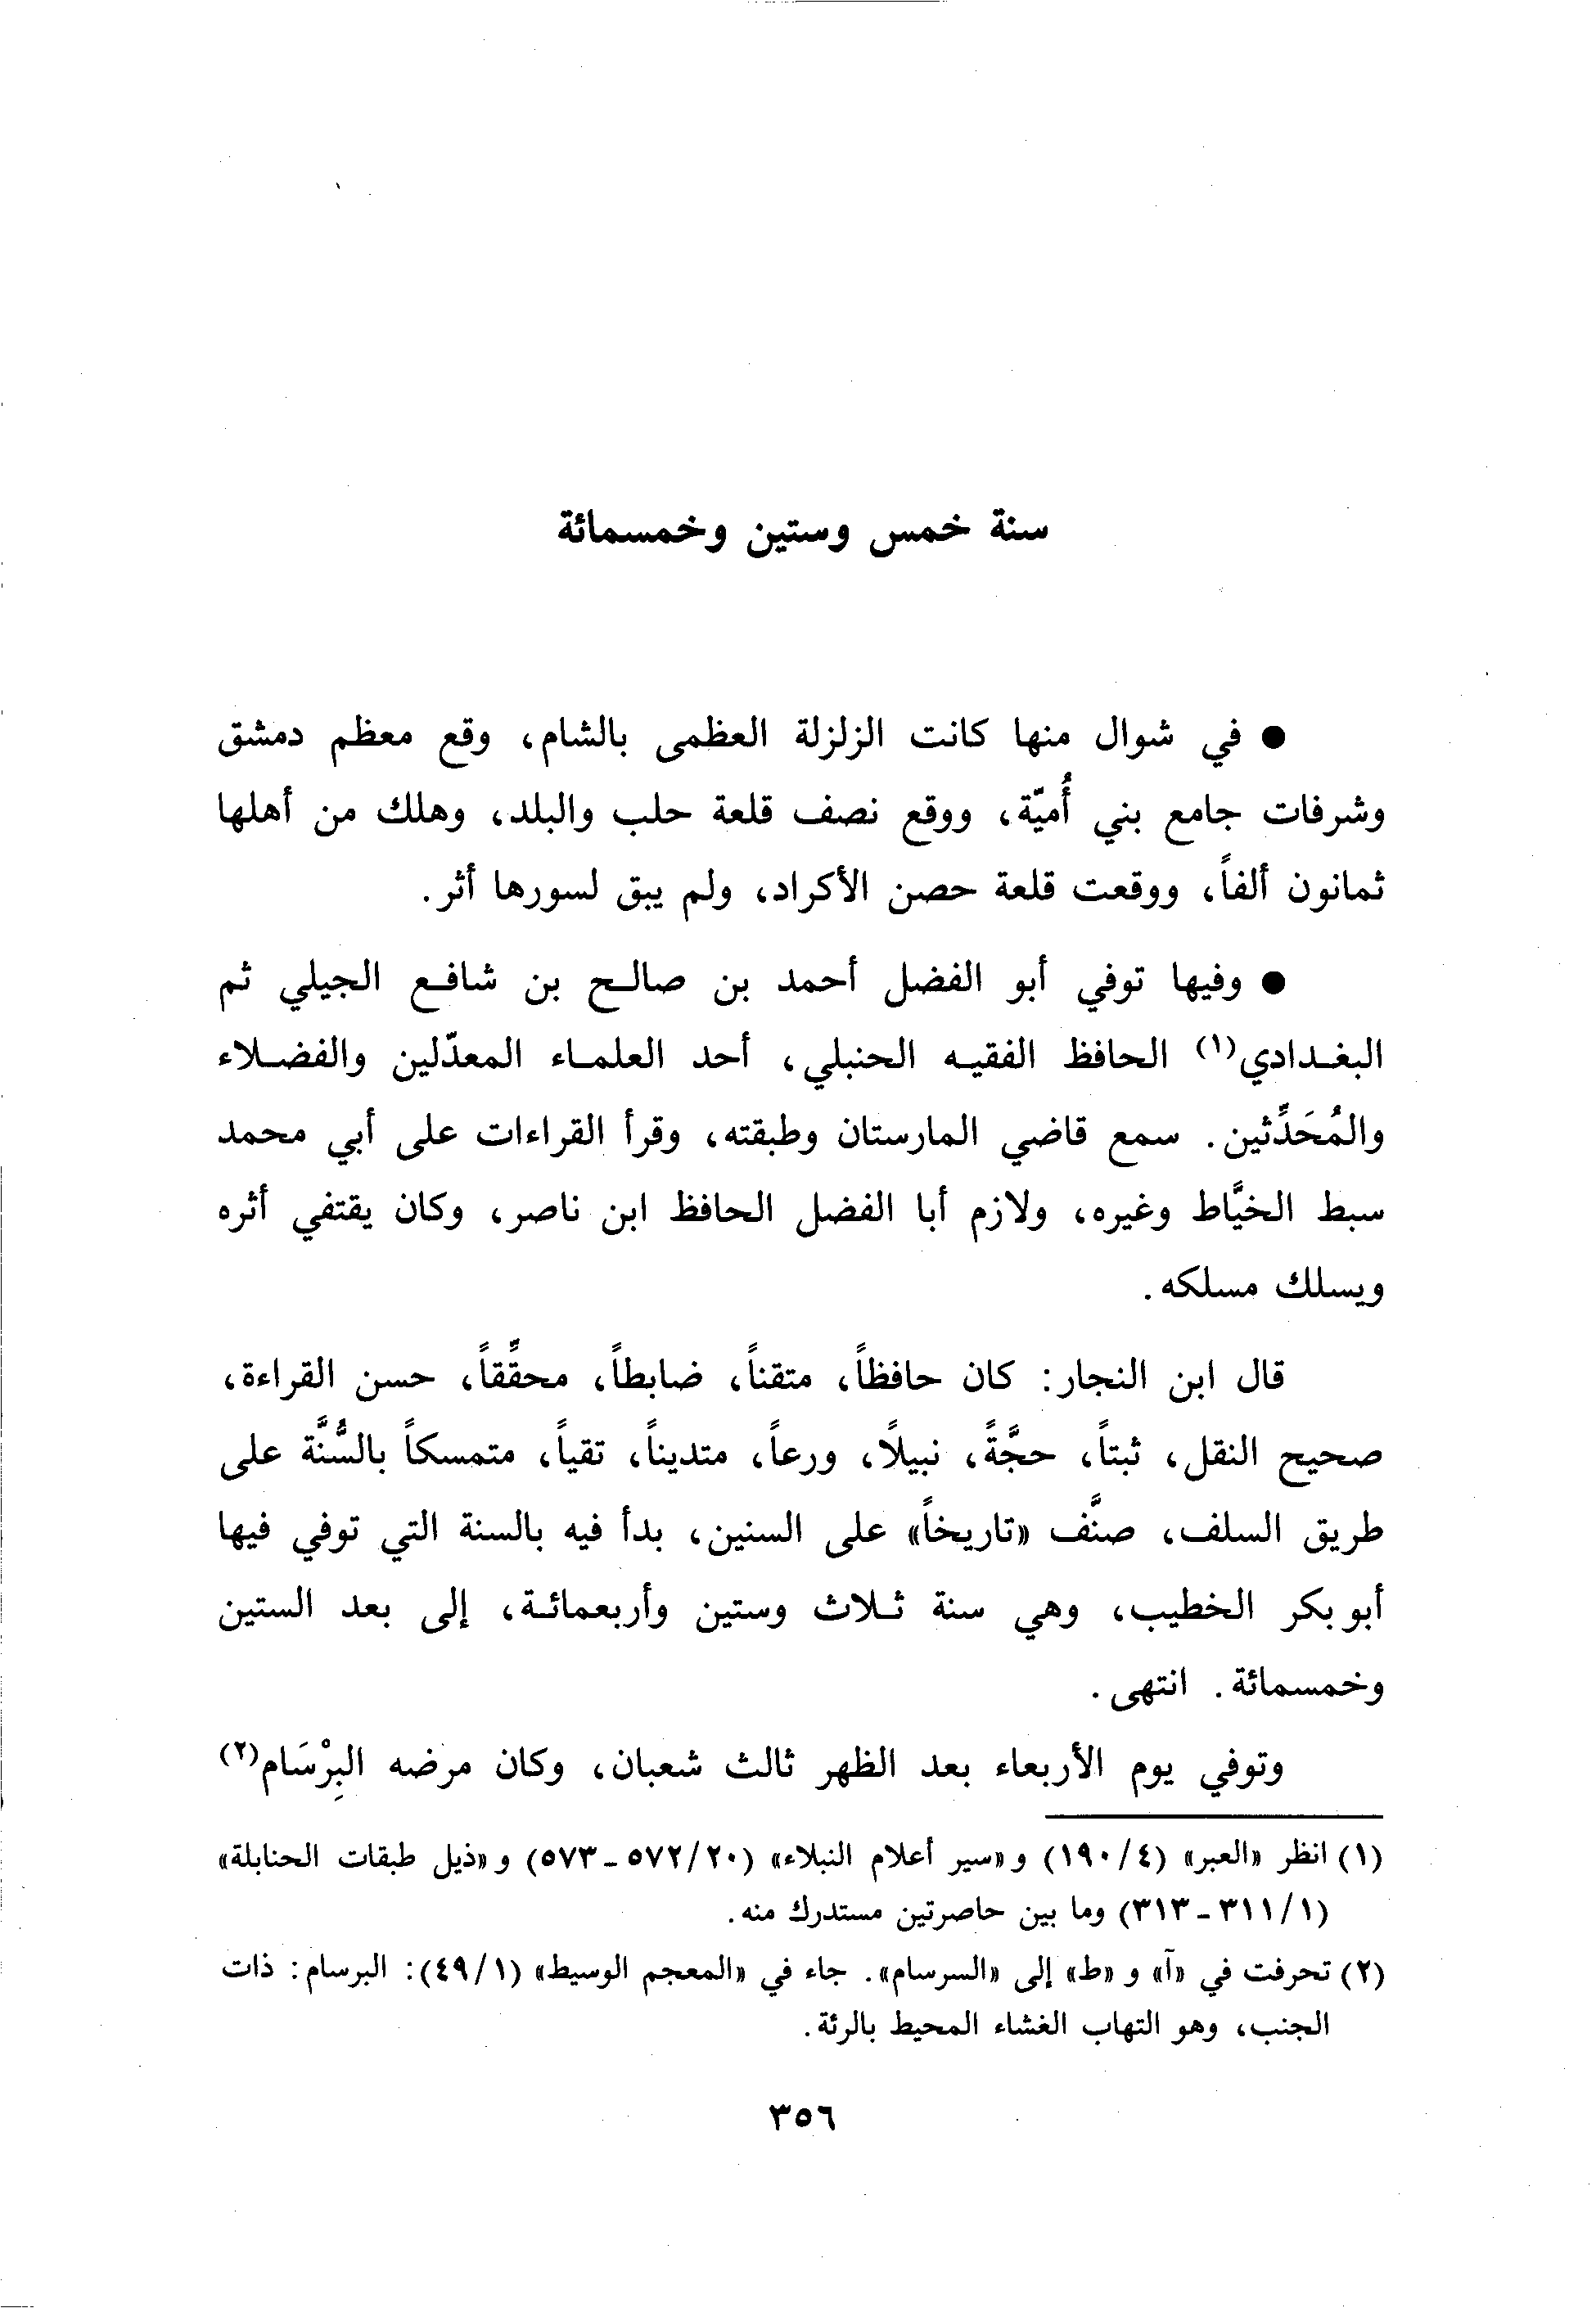 سنة خمس وستين وخمسمائة
● في شوال منها كانت الزلزلة العظمى بالشام، وقع معظم دمشق
وشرفات جامع بني أُميّة، ووقع نصف قلعة حلب والبلد، وهلك من أهلها
ثمانون ألفاً، ووقعت قلعة حصن الأكراد، ولم يبق لسورها أثر.
● وفيها توفي أبو الفضل أحمد بن صالح بن شافع الجيلي ثم
البغدادي(١) الحافظ الفقيه الحنبلي، أحد العلماء المعدّلين والفضلاء
والمُحَدِّثين. سمع قاضي المارستان وطبقته، وقرأ القراءات على أبي محمد
سبط الخيَّاط وغيره، ولازم أبا الفضل الحافظ ابن ناصر، وكان يقتفي أثره
ويسلك مسلكه.
قال ابن النجار: كان حافظاً، متقناً، ضابطاً، محقِّقاً، حسن القراءة،
صحيح النقل، ثبتاً، حجَّةً، نبيلاً، ورعاً، متديناً، تقياً، متمسكاً بالسُّنَّة على
طريق السلف، صنَّف «تاريخاً» على السنين، بدأ فيه بالسنة التي توفي فيها
أبو بكر الخطيب، وهي سنة ثلاث وستين وأربعمائة، إلى بعد الستين
وخمسمائة. انتهى.
وتوفي يوم الأربعاء بعد الظهر ثالث شعبان، وكان مرضه البِرْسَام(٢)
(١) انظر «العبر» (٤/ ١٩٠) و «سير أعلام النبلاء» (٢٠/ ٥٧٢ - ٥٧٣) و «ذيل طبقات الحنابلة»
(١/ ٣١١ - ٣١٣) وما بين حاصرتين مستدرك منه.
(٢) تحرفت في «آ» و «ط» إلى «السرسام». جاء في «المعجم الوسيط» (١/ ٤٩): البرسام: ذات
الجنب، وهو التهاب الغشاء المحيط بالرئة.
٣٥٦